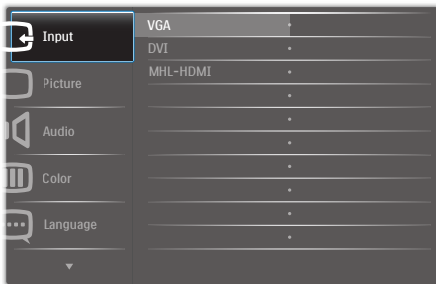 Input
Picture
Audio
Color
Language
VGA
DVI
MHL-HDMI